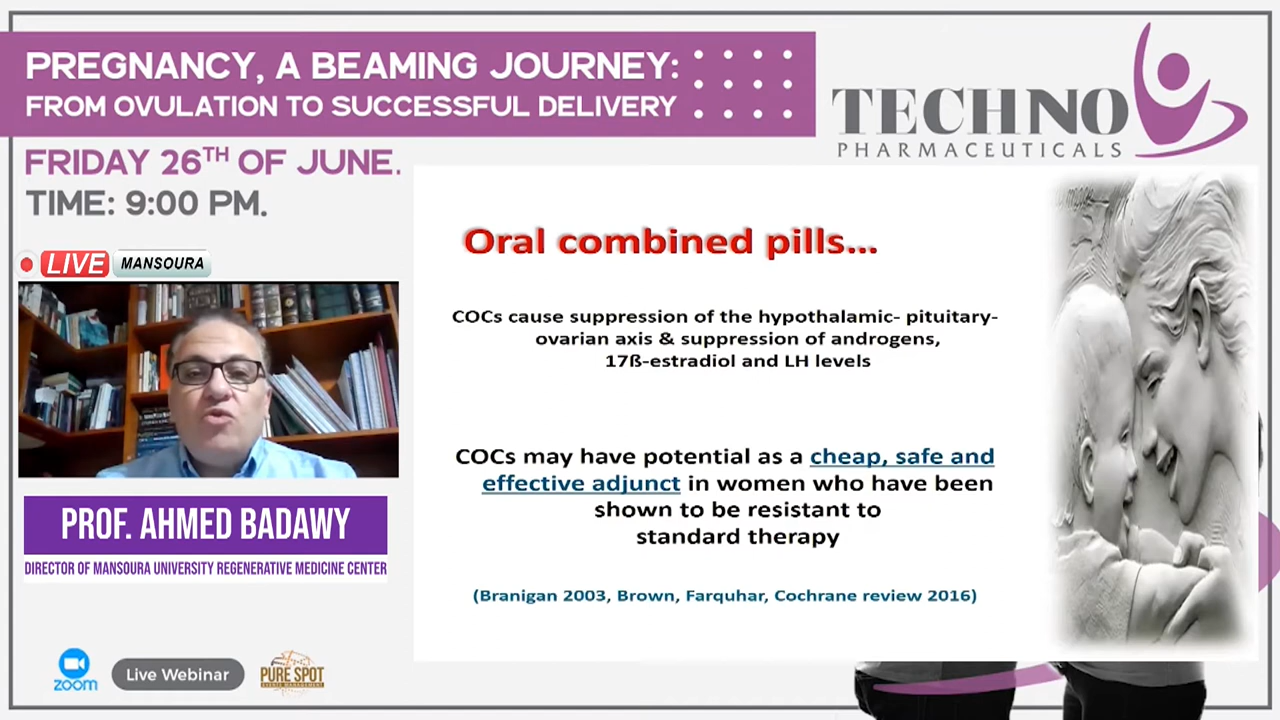 PREGNANCY, A BEAMING JOURNEY:
FROM OVULATION TO SUCCESSFUL DELIVERY
TECHNO
PHARMACEUTICALS
FRIDAY 26TH OF JUNE.
TIME: 9:00 PM.
LIVE MANSOURA
Oral combined pills...
COCs cause suppression of the hypothalamic- pituitary-
ovarian axis & suppression of androgens,
17ß-estradiol and LH levels
COCs may have potential as a cheap, safe and
effective adjunct in women who have been
shown to be resistant to
standard therapy
(Branigan 2003, Brown, Farquhar, Cochrane review 2016)
PROF. AHMED BADAWY
DIRECTOR OF MANSOURA UNIVERSITY REGENERATIVE MEDICINE CENTER
zoom
Live Webinar
PURE SPOT
EVENTS MANAGEMENT